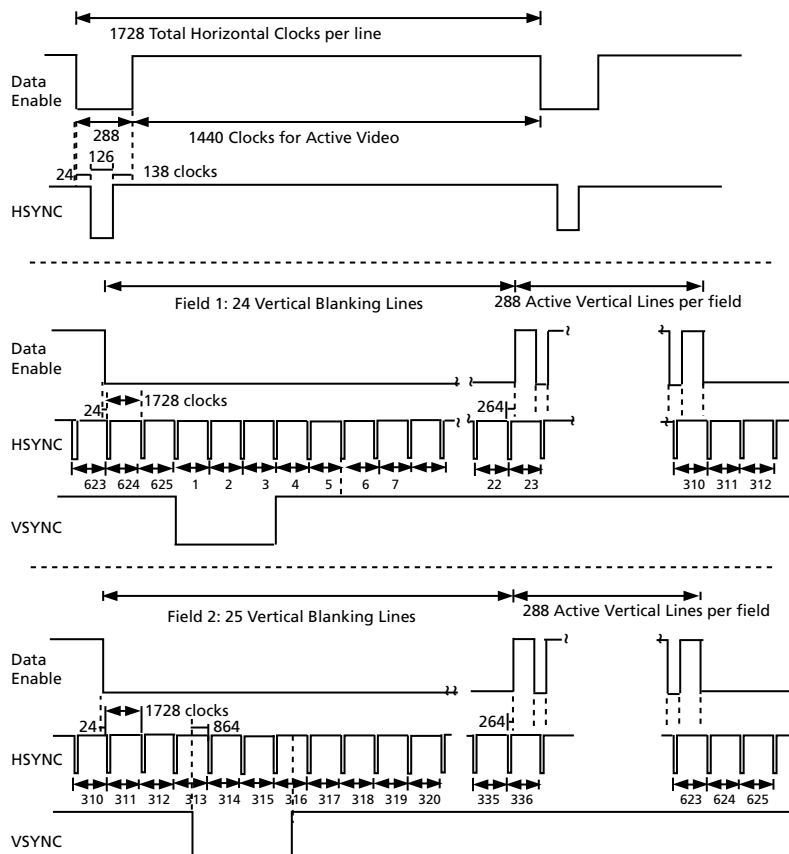 1728 Total Horizontal Clocks per line
Data
Enable
288
1440 Clocks for Active Video
126
24
138 clocks
HSYNC
Field 1: 24 Vertical Blanking Lines
288 Active Vertical Lines per field
Data
Enable
1728 clocks
24
264
HSYNC
623 624 625 1 2 3 4 5 6 7 22 23 310 311 312
VSYNC
Field 2: 25 Vertical Blanking Lines
288 Active Vertical Lines per field
Data
Enable
1728 clocks
24
864
264
HSYNC
310 311 312 313 314 315 316 317 318 319 320 335 336 623 624 625
VSYNC